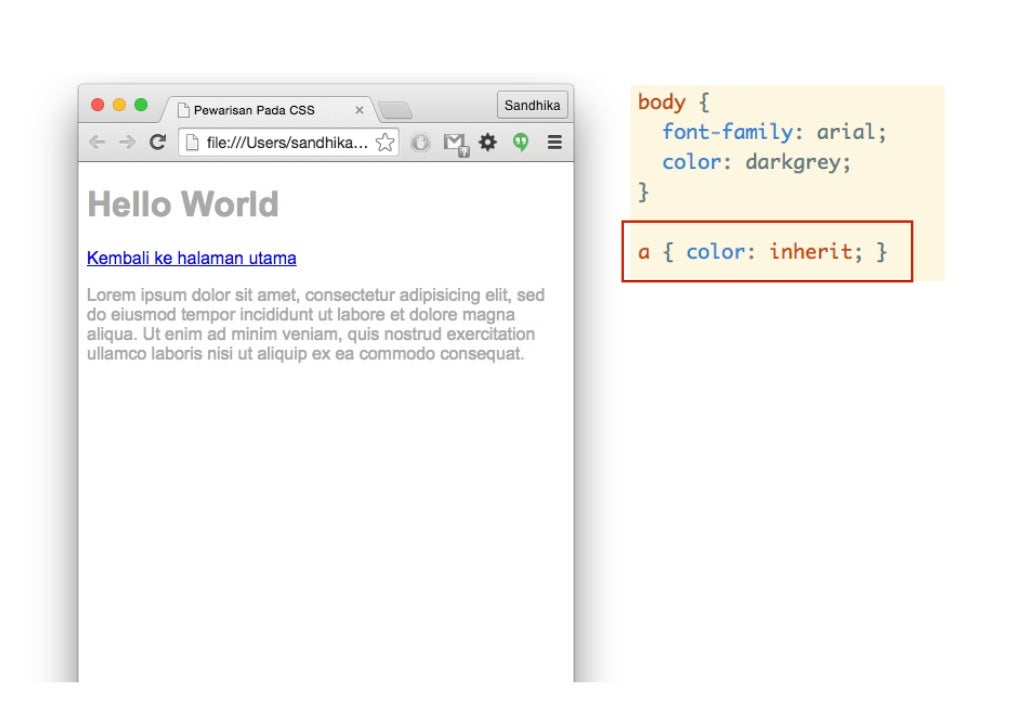 Pewarisan Pada CSS
Sandhika
file:///Users/sandhika...
Hello World
Kembali ke halaman utama
Lorem ipsum dolor sit amet, consectetur adipisicing elit, sed
do eiusmod tempor incididunt ut labore et dolore magna
aliqua. Ut enim ad minim veniam, quis nostrud exercitation
ullamco laboris nisi ut aliquip ex ea commodo consequat.
body {
font-family: arial;
color: darkgrey;
}
a { color: inherit; }